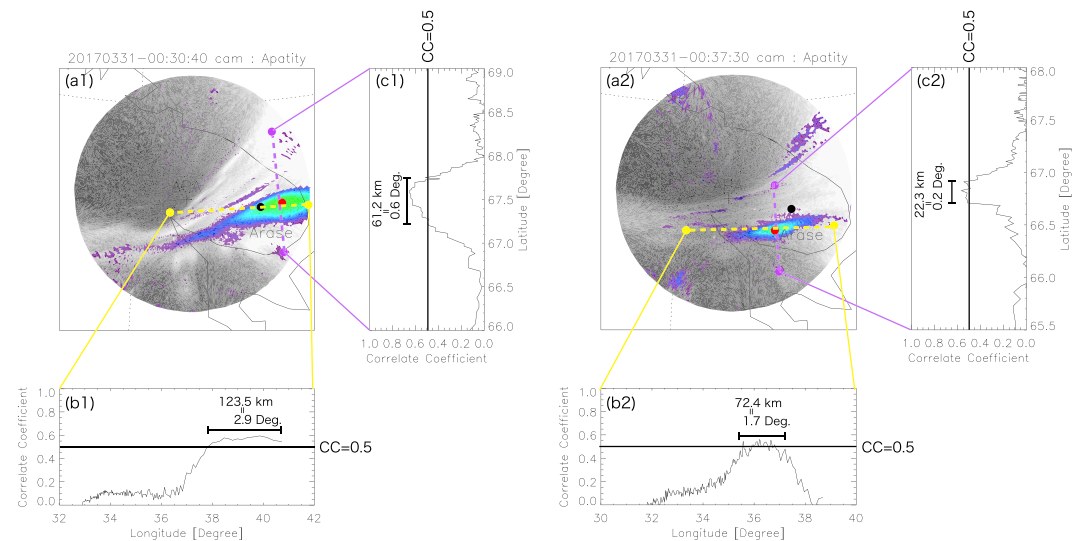 CC=0.5
CC=0.5
20170331-00:30:40 cam : Apatity
20170331-00:37:30 cam : Apatity
(a1)
Arase
(c1)
61.2 km
=
0.6 Deg.
69.0
68.5
68.0
67.5
67.0
66.5
66.0
Latitude [Degree]
1.0 0.8 0.6 0.4 0.2 0.0
Correlate Coefficient
(a2)
Arase
(c2)
22.3 km
=
0.2 Deg.
68.0
67.5
67.0
66.5
66.0
65.5
Latitude [Degree]
1.0 0.8 0.6 0.4 0.2 0.0
Correlate Coefficient
(b1)
123.5 km
=
2.9 Deg.
CC=0.5
1.0
0.8
0.6
0.4
0.2
0.0
Correlate Coefficient
32 34 36 38 40 42
Longitude [Degree]
(b2)
72.4 km
=
1.7 Deg.
CC=0.5
1.0
0.8
0.6
0.4
0.2
0.0
Correlate Coefficient
30 32 34 36 38 40
Longitude [Degree]